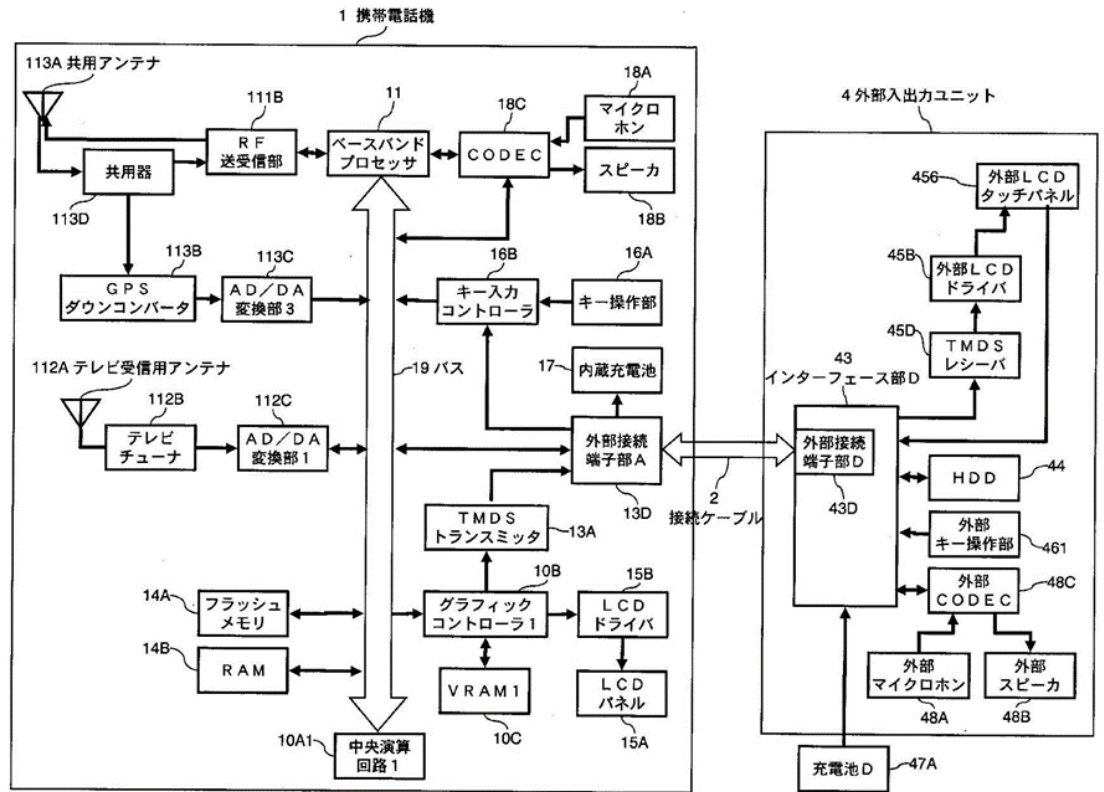 1 携帯電話機
113A 共用アンテナ
111B
RF
送受信部
11
ベースバンド
プロセッサ
18C
CODEC
18A
マイクロ
ホン
スピーカ
18B
共用器
113D
113B
GPS
ダウンコンバータ
113C
AD/DA
変換部3
16B
キー入力
コントローラ
16A
キー操作部
112A テレビ受信用アンテナ
112B
テレビ
チューナ
112C
AD/DA
変換部1
19 バス
17
内蔵充電池
外部接続
端子部A
13D
TMDS
トランスミッタ
13A
2
接続ケーブル
14A
フラッシュ
メモリ
14B
RAM
10B
グラフィック
コントローラ1
15B
LCD
ドライバ
VRAM1
10C
LCD
パネル
15A
10A1
中央演算
回路1
4 外部入出力ユニット
456
外部LCD
タッチパネル
45B
外部LCD
ドライバ
45D
TMDS
レシーバ
43
インターフェース部D
外部接続
端子部D
43D
HDD
44
外部
キー操作部
461
外部
CODEC
48C
外部
マイクロホン
48A
外部
スピーカ
48B
充電池D
47A